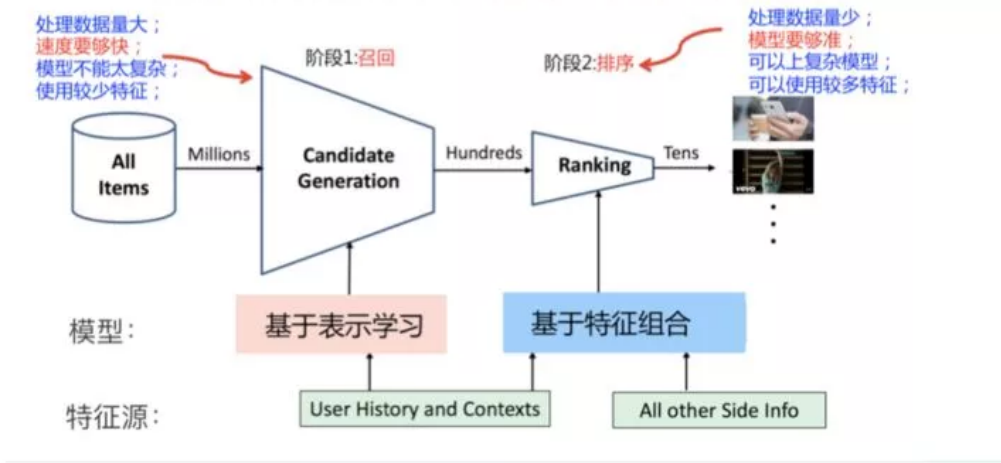 处理数据量大；
速度要够快；
模型不能太复杂；
使用较少特征；
阶段1:召回
阶段2:排序
处理数据量少；
模型要够准；
可以上复杂模型；
可以使用较多特征；
All
Items
Millions
Candidate
Generation
Hundreds
Ranking
Tens
vevo
模型：
基于表示学习
基于特征组合
特征源：
User History and Contexts
All other Side Info